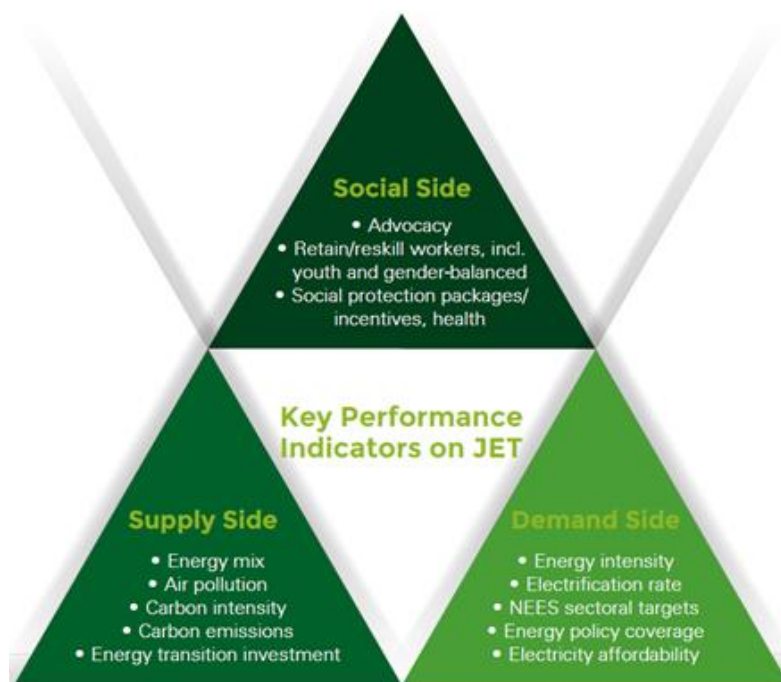 Social Side
• Advocacy
• Retain/reskill workers, incl.
youth and gender-balanced
• Social protection packages/
incentives, health
Key Performance
Indicators on JET
Supply Side
• Energy mix
• Air pollution
• Carbon intensity
• Carbon emissions
• Energy transition investment
Demand Side
• Energy intensity
• Electrification rate
• NEES sectoral targets
• Energy policy coverage
• Electricity affordability